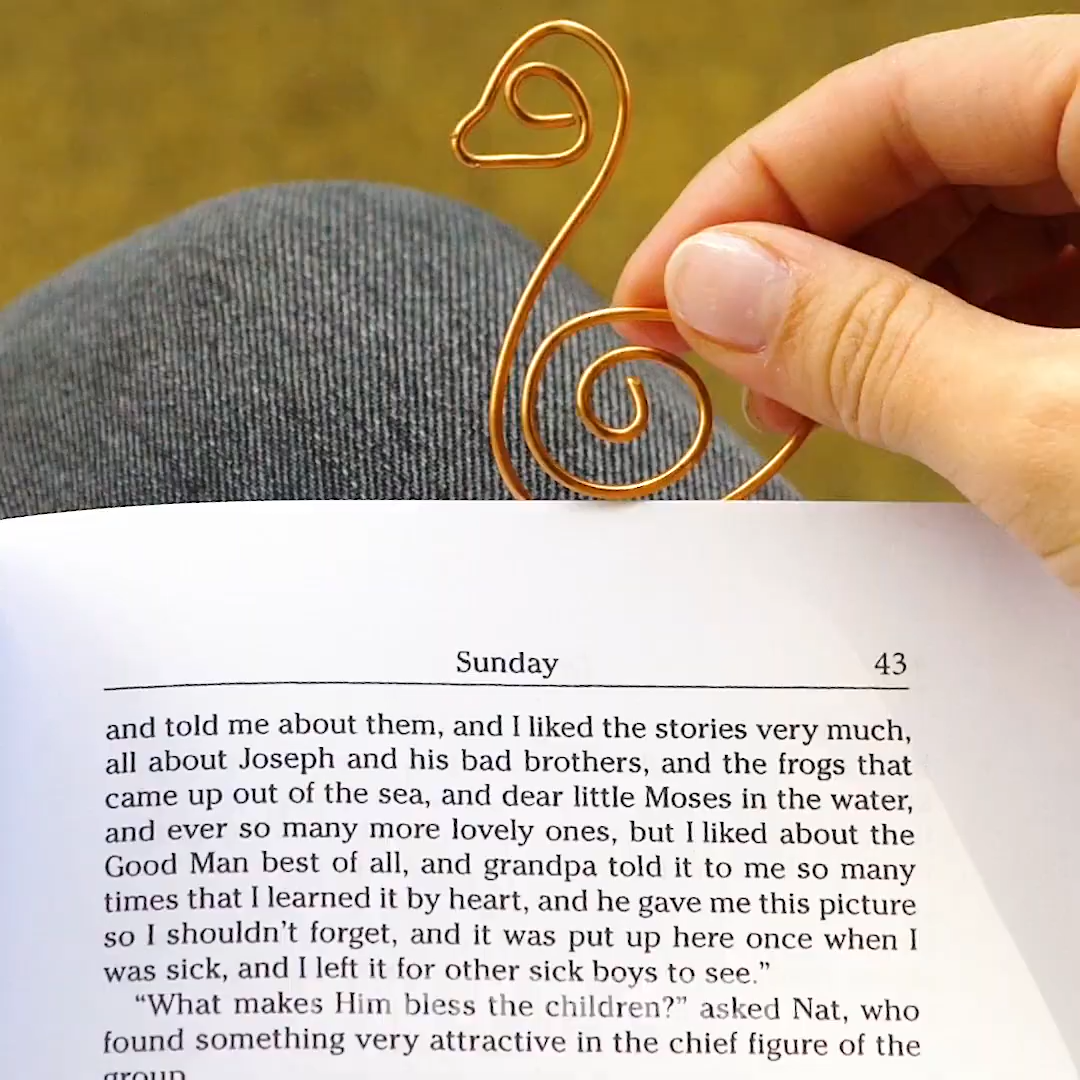 Sunday 43
and told me about them, and I liked the stories very much,
all about Joseph and his bad brothers, and the frogs that
came up out of the sea, and dear little Moses in the water,
and ever so many more lovely ones, but I liked about the
Good Man best of all, and grandpa told it to me so many
times that I learned it by heart, and he gave me this picture
so I shouldn't forget, and it was put up here once when I
was sick, and I left it for other sick boys to see."
"What makes Him bless the children?" asked Nat, who
found something very attractive in the chief figure of the
group.